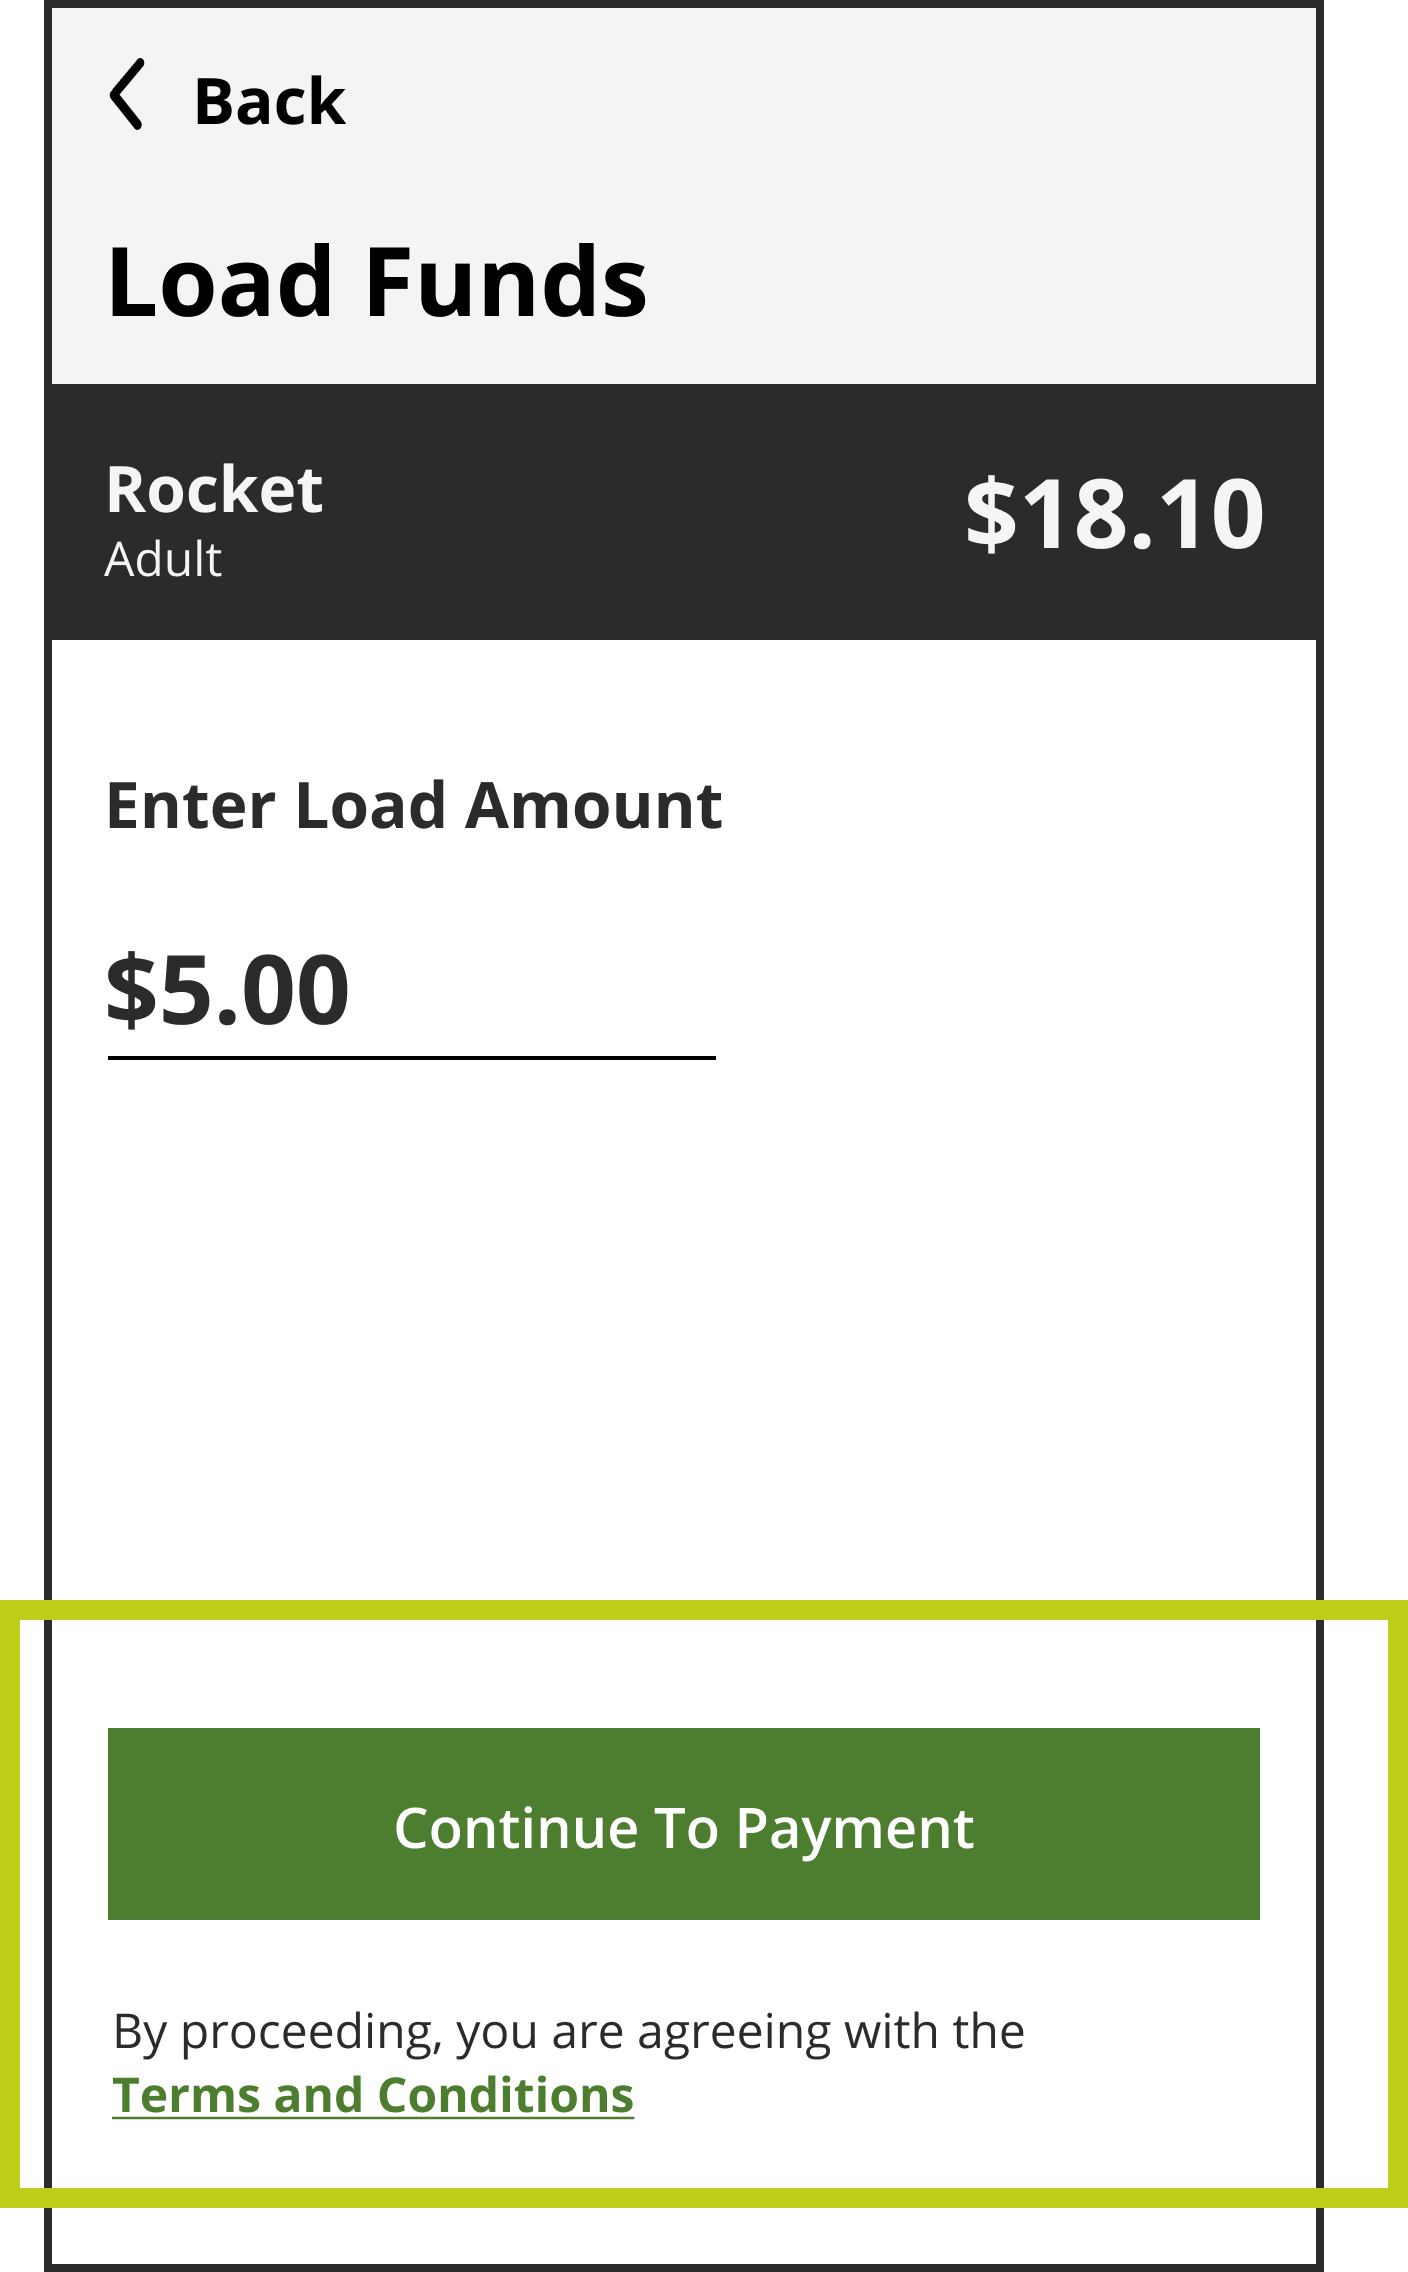 Back
Load Funds
Rocket
Adult
$18.10
Enter Load Amount
$5.00
Continue To Payment
By proceeding, you are agreeing with the
Terms and Conditions